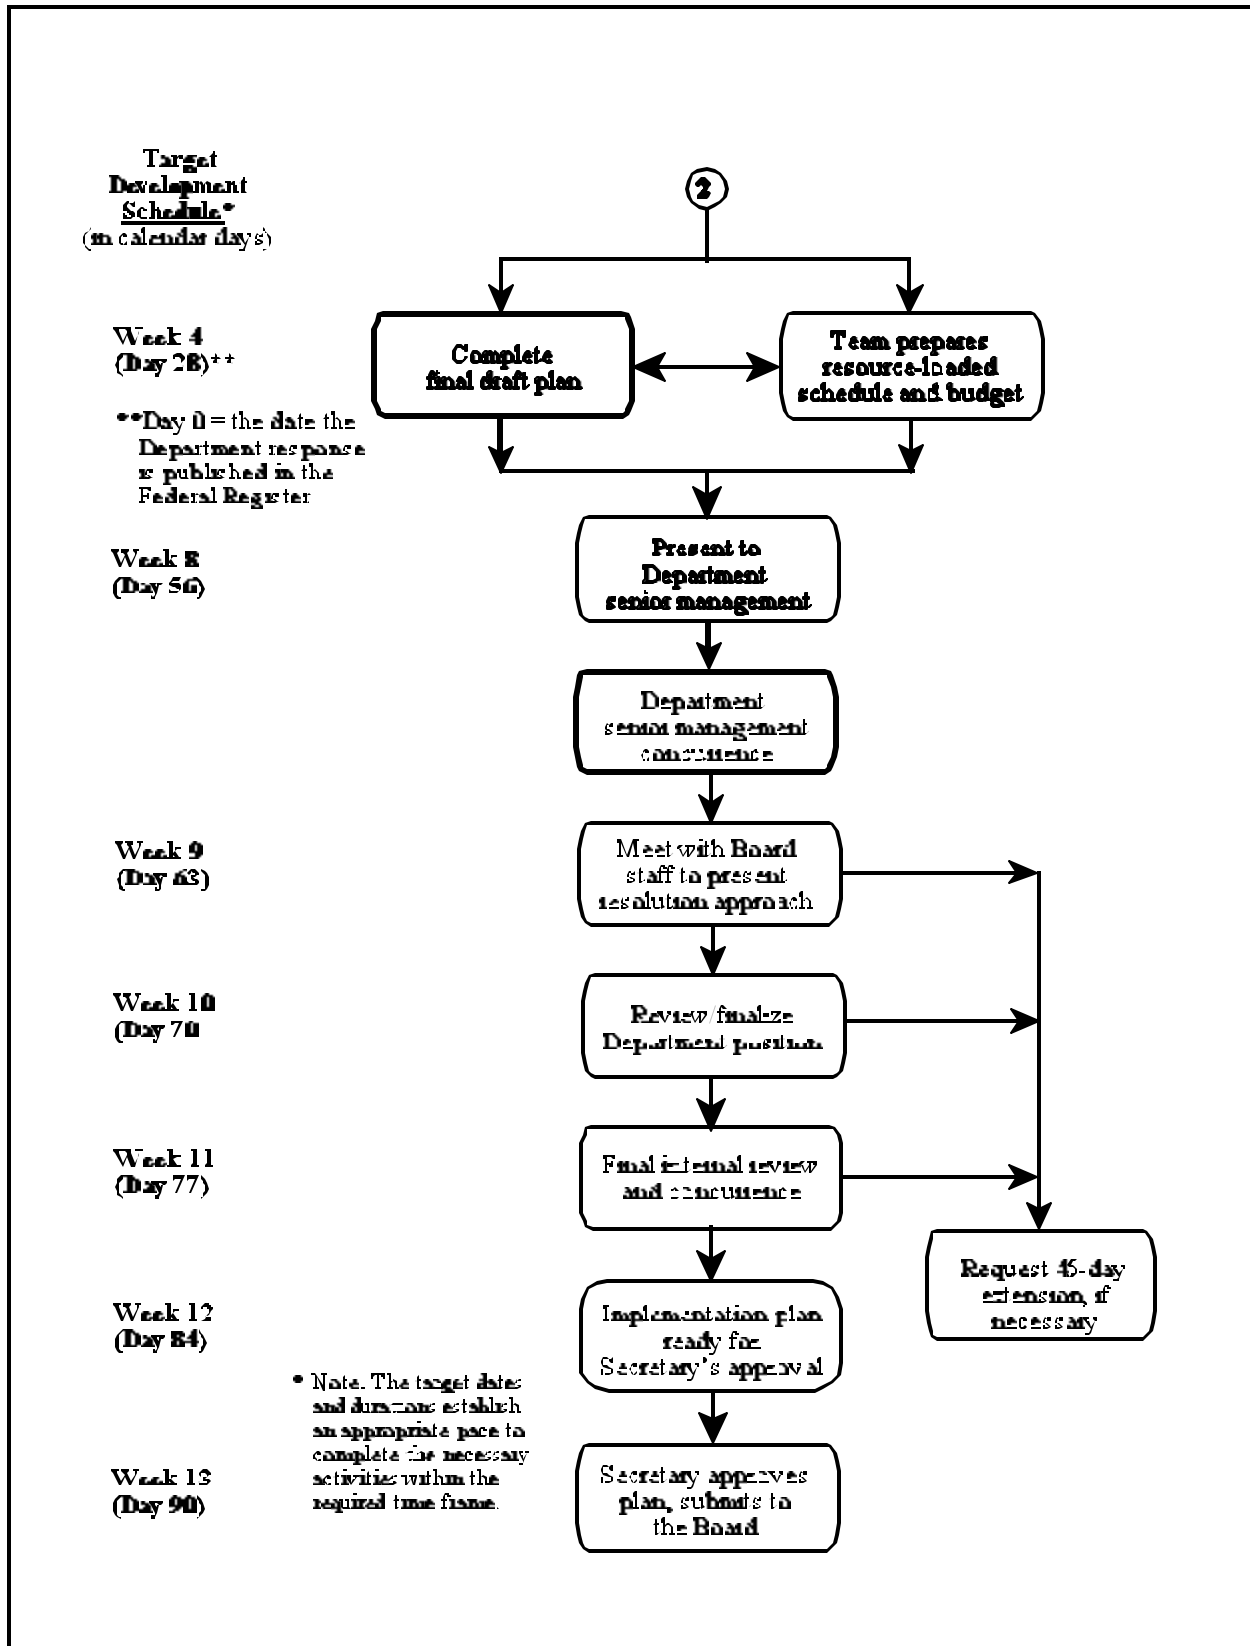 Target
Development
Schedule*
(in calendar days)
2
Week 4
(Day 28)**
Complete
final draft plan
Team prepares
resource-loaded
schedule and budget
**Day 0 = the date the
Department response
is published in the
Federal Register
Week 8
(Day 56)
Present to
Department
senior management
Department
senior management
concurrence
Week 9
(Day 63)
Meet with Board
staff to present
resolution approach
Week 10
(Day 70
Review/finalize
Department position
Week 11
(Day 77)
Final internal review
and concurrence
Request 45-day
extension, if
necessary
Week 12
(Day 84)
Implementation plan
ready for
Secretary's approval
* Note. The target dates
and durations establish
an appropriate pace to
complete the necessary
activities within the
required time frame.
Week 13
(Day 90)
Secretary approves
plan, submits to
the Board